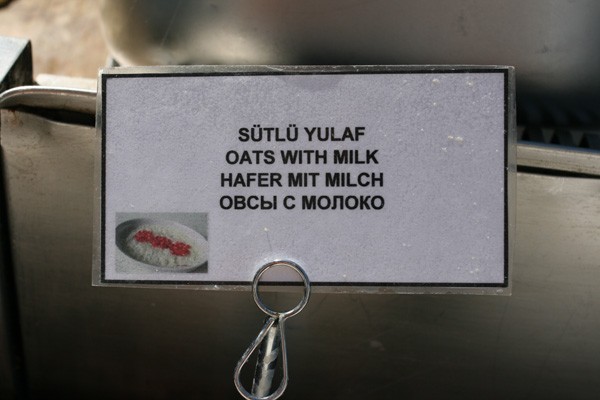 SÜTLÜ YULAF
OATS WITH MILK
HAFER MIT MILCH
ОВСЫ С МОЛОКО